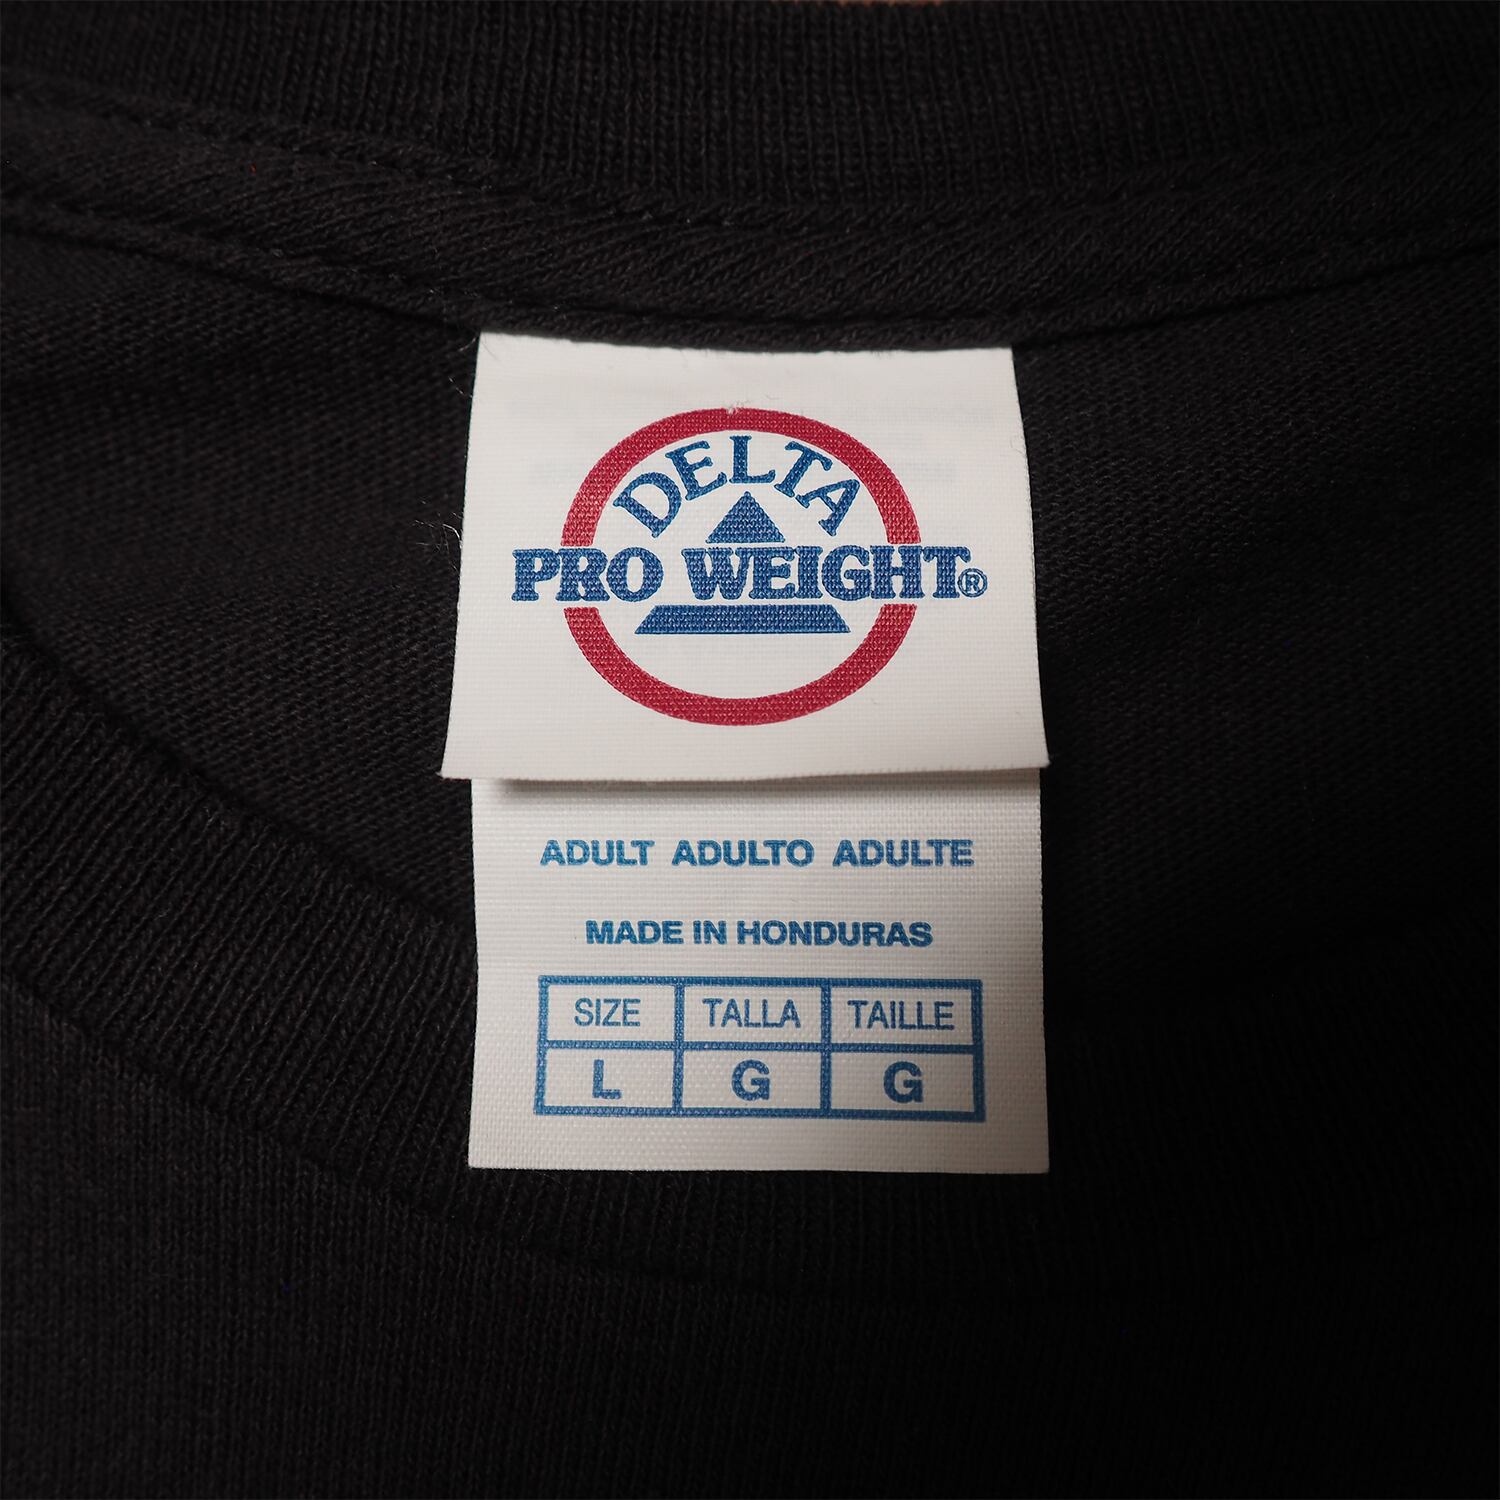 DELTA
PRO WEIGHT®
ADULT ADULTO ADULTE
MADE IN HONDURAS
SIZE TALLA TAILLE
L G G